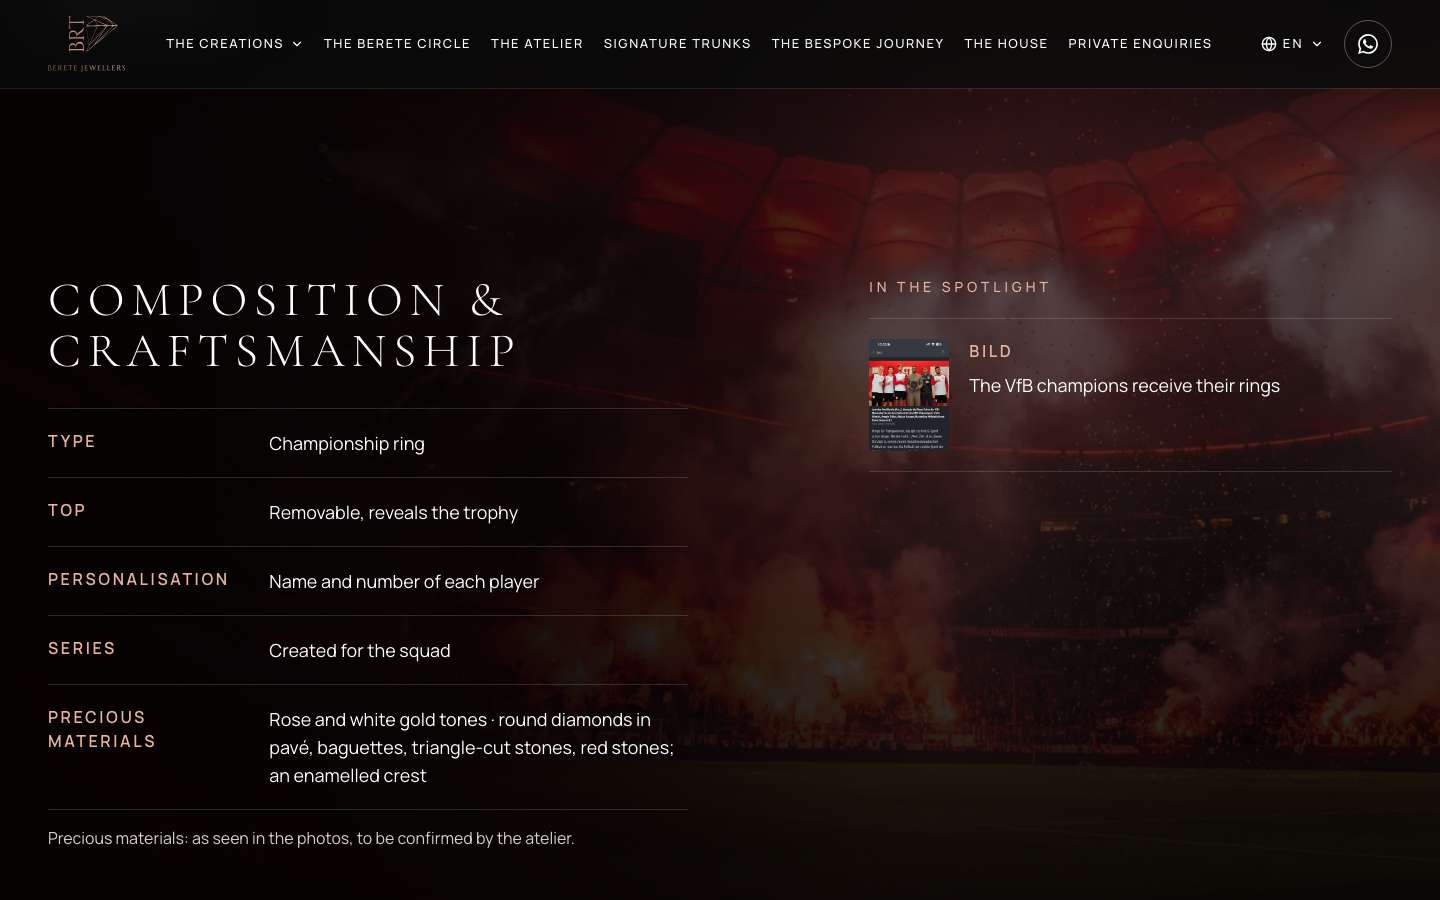 BRT
BERETE JEWELLERS
THE CREATIONS
THE BERETE CIRCLE
THE ATELIER
SIGNATURE TRUNKS
THE BESPOKE JOURNEY
THE HOUSE
PRIVATE ENQUIRIES
EN
COMPOSITION &
CRAFTSMANSHIP
TYPE
Championship ring
TOP
Removable, reveals the trophy
PERSONALISATION
Name and number of each player
SERIES
Created for the squad
PRECIOUS
MATERIALS
Rose and white gold tones · round diamonds in
pavé, baguettes, triangle-cut stones, red stones;
an enamelled crest
Precious materials: as seen in the photos, to be confirmed by the atelier.
IN THE SPOTLIGHT
BILD
The VfB champions receive their rings